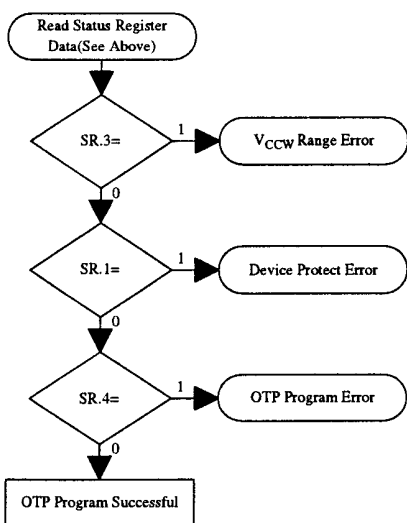 Read Status Register
Data(See Above)
SR.3=
1
VCCW Range Error
0
SR.1=
1
Device Protect Error
0
SR.4=
1
OTP Program Error
0
OTP Program Successful